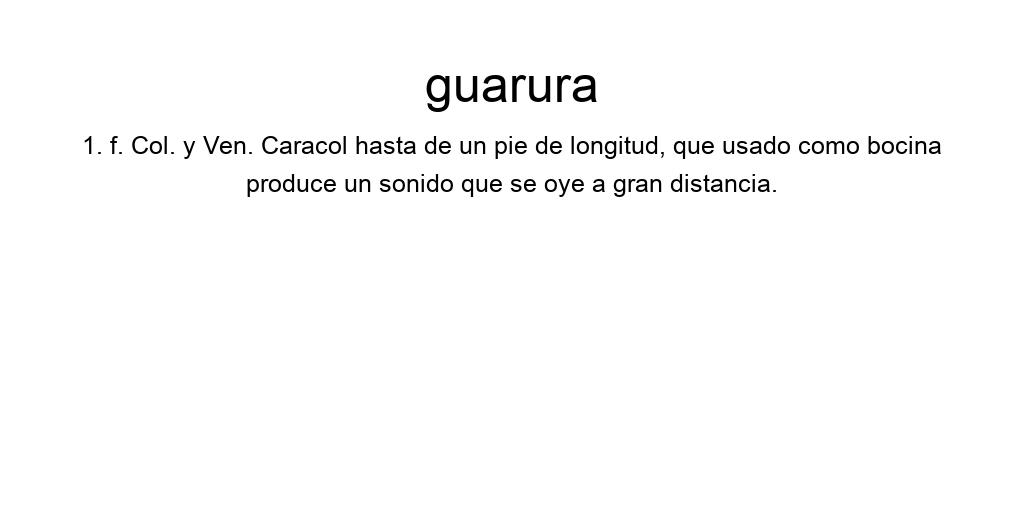 guarura
1. f. Col. y Ven. Caracol hasta de un pie de longitud, que usado como bocina
produce un sonido que se oye a gran distancia.